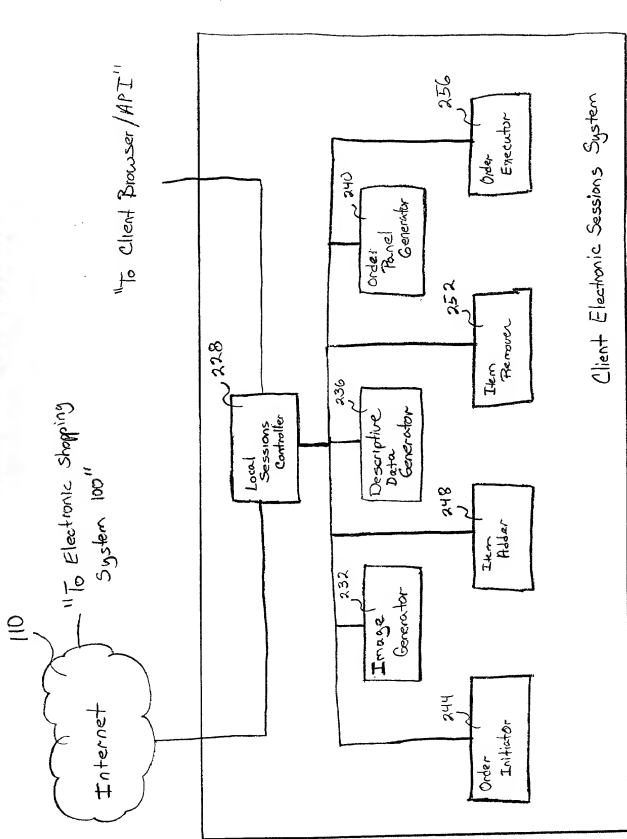 110
"To Electronic Shopping
System 100"
Internet
"To Client Browser/API"
228
Local
Sessions
Controller
232
Image
Generator
236
Descriptive
Data
Generator
240
Order
Panel
Generator
244
Order
Initiator
248
Item
Adder
252
Item
Remover
256
Order
Executor
Client Electronic Sessions System